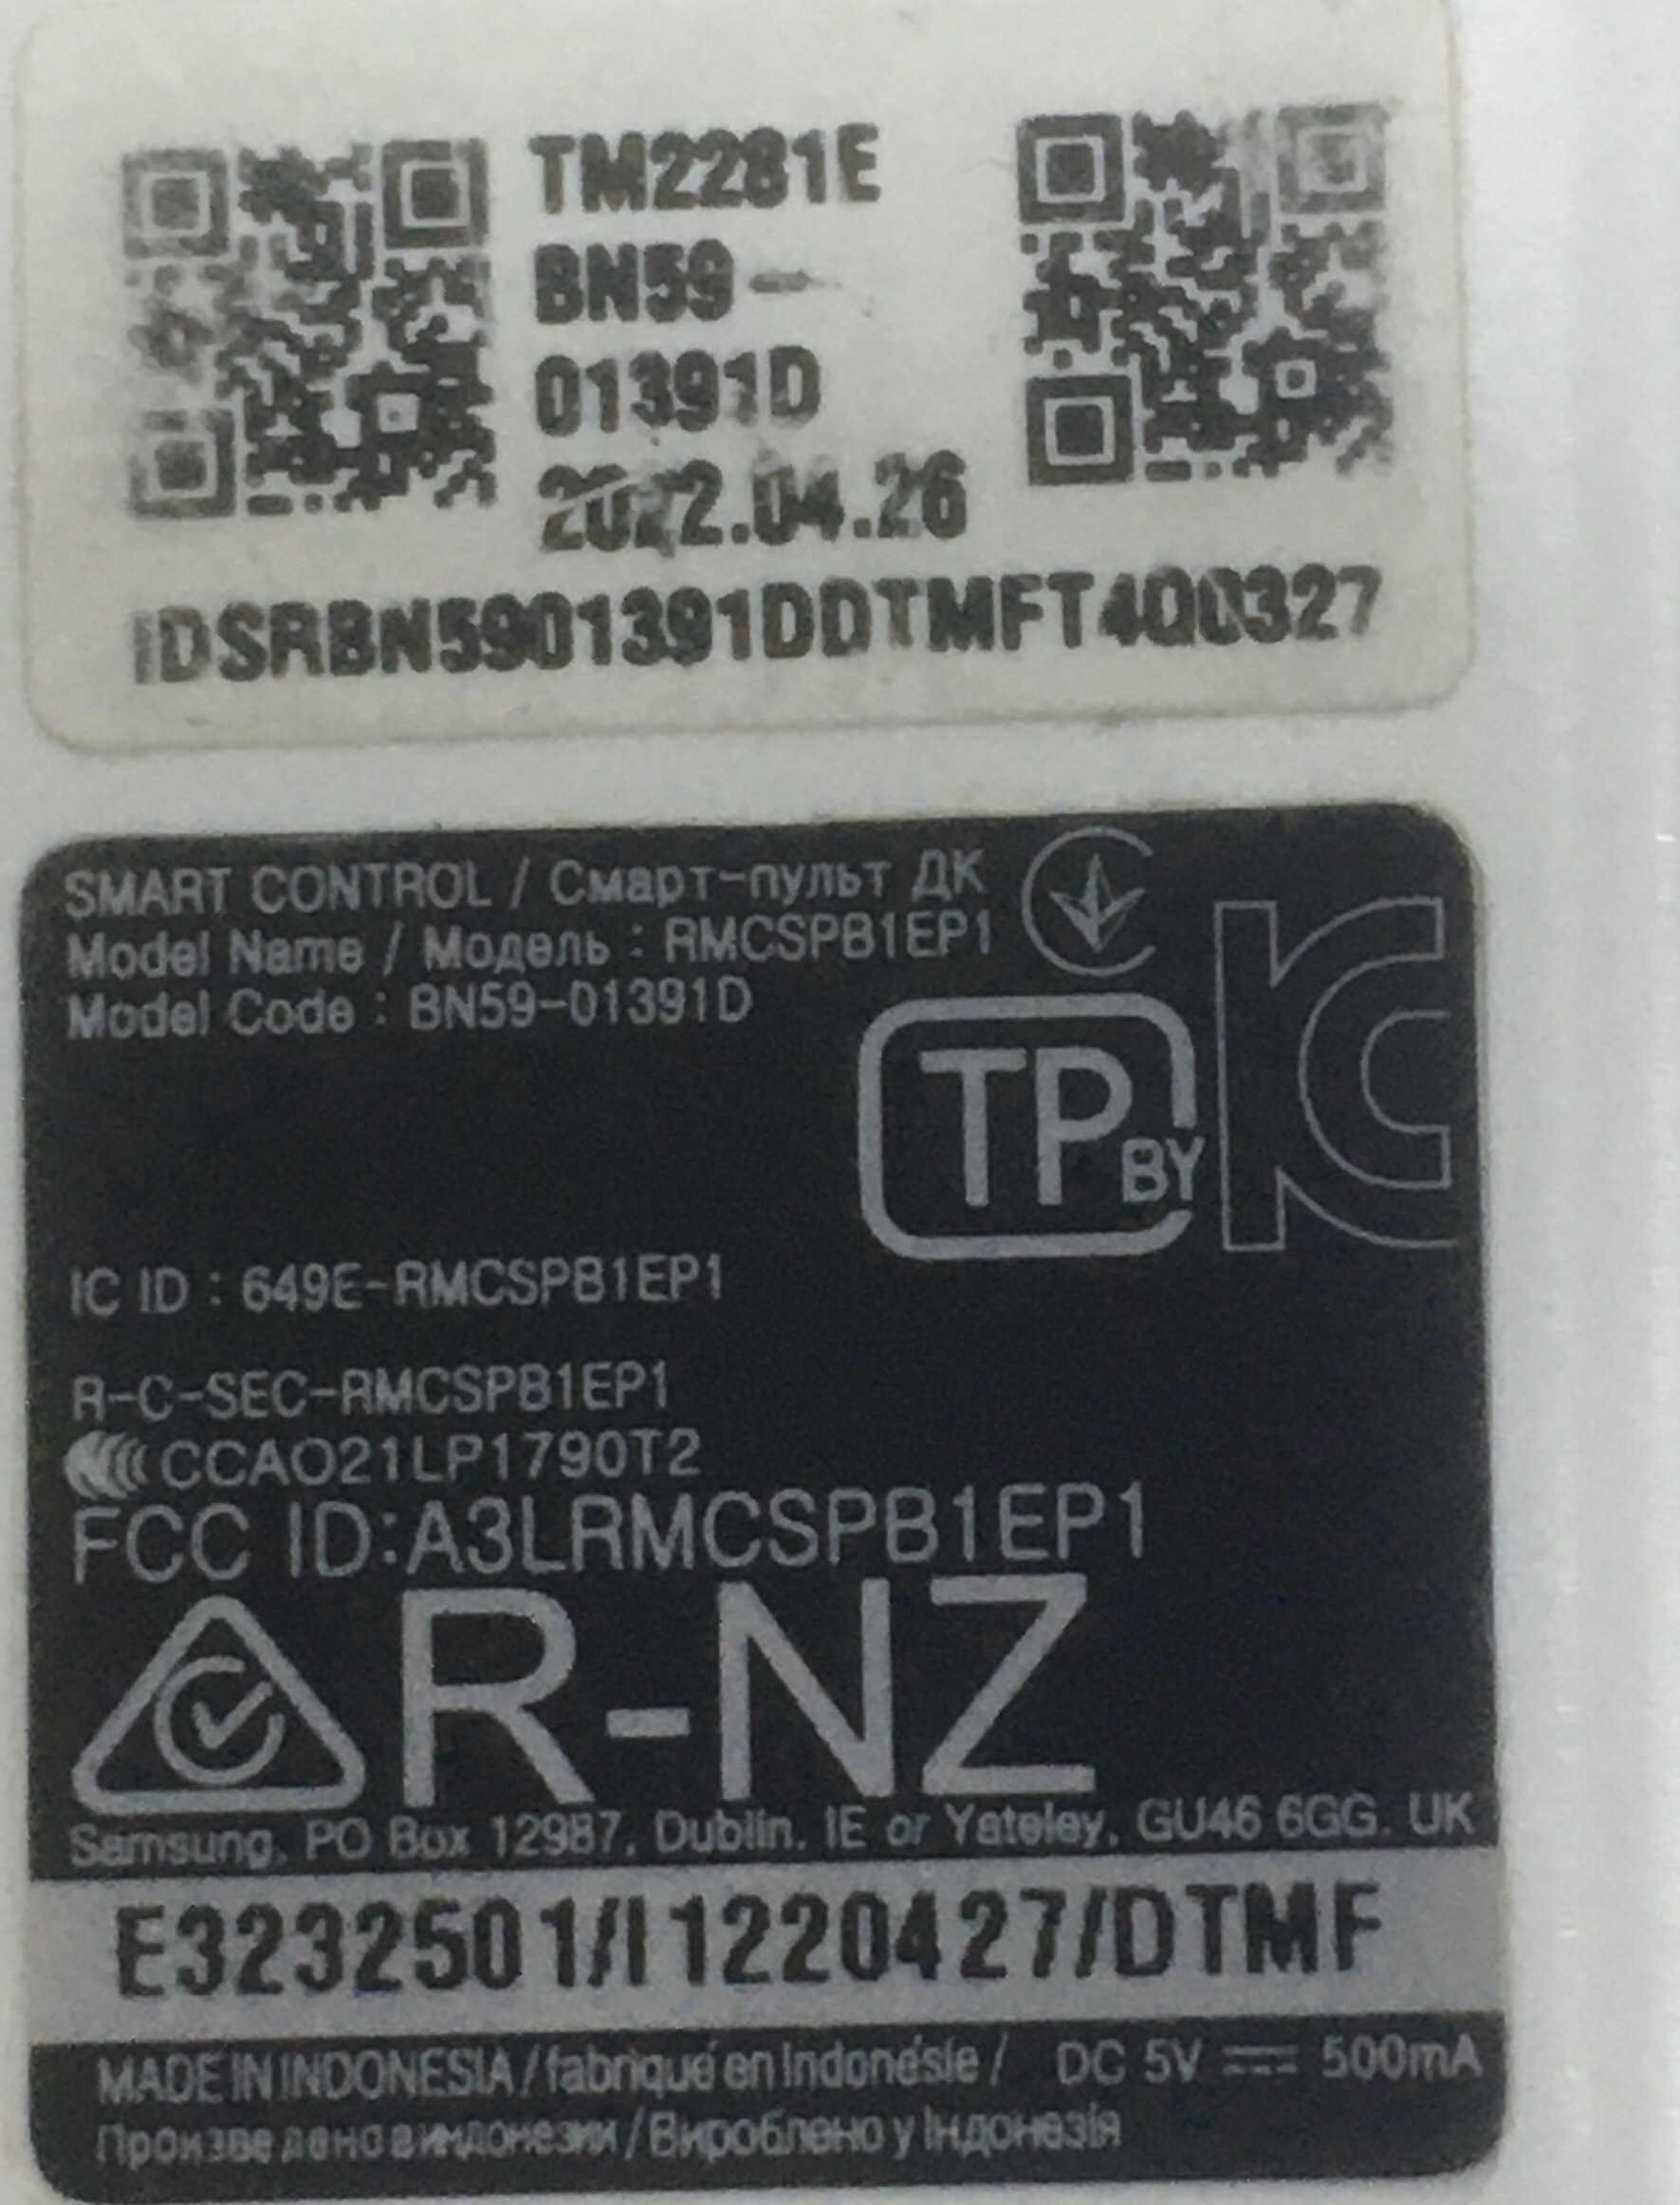 TM2281E
BN59-
01391D
2022.04.26
IDSRBN5901391DDTMFT4Q0327
SMART CONTROL / Смарт-пульт ДК
Model Name / Модель : RMCSPB1EP1
Model Code : BN59-01391D
TP BY
IC ID : 649E-RMCSPB1EP1
R-C-SEC-RMCSPB1EP1
CCAO21LP1790T2
FCC ID:A3LRMCSPB1EP1
R-NZ
Samsung, PO Box 12987, Dublin. IE or Yateley, GU46 6GG. UK
E3232501/I1220427/DTMF
MADE IN INDONESIA / fabriqué en Indonésie / DC 5V ⎓ 500mA
Произведено в индонезии / Вироблено у Індонезія